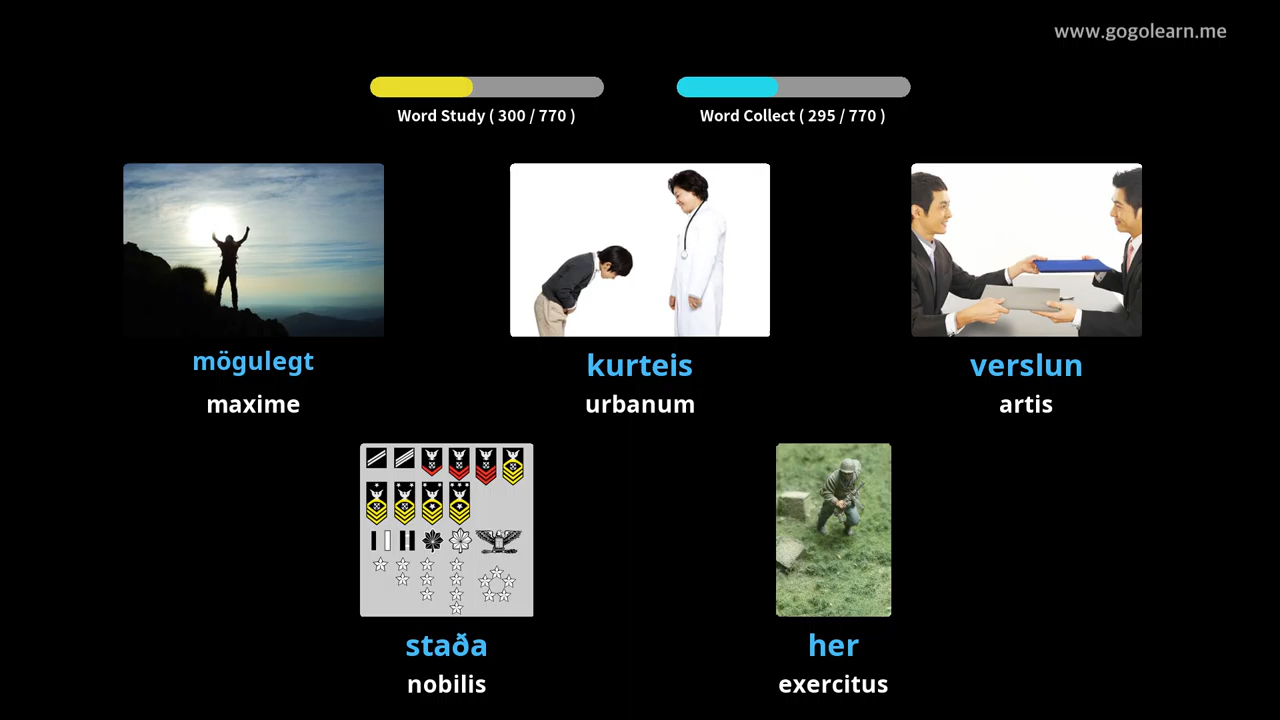 www.gogolearn.me
Word Study ( 300 / 770 )
Word Collect ( 295 / 770 )
mögulegt
maxime
kurteis
urbanum
verslun
artis
staða
nobilis
her
exercitus